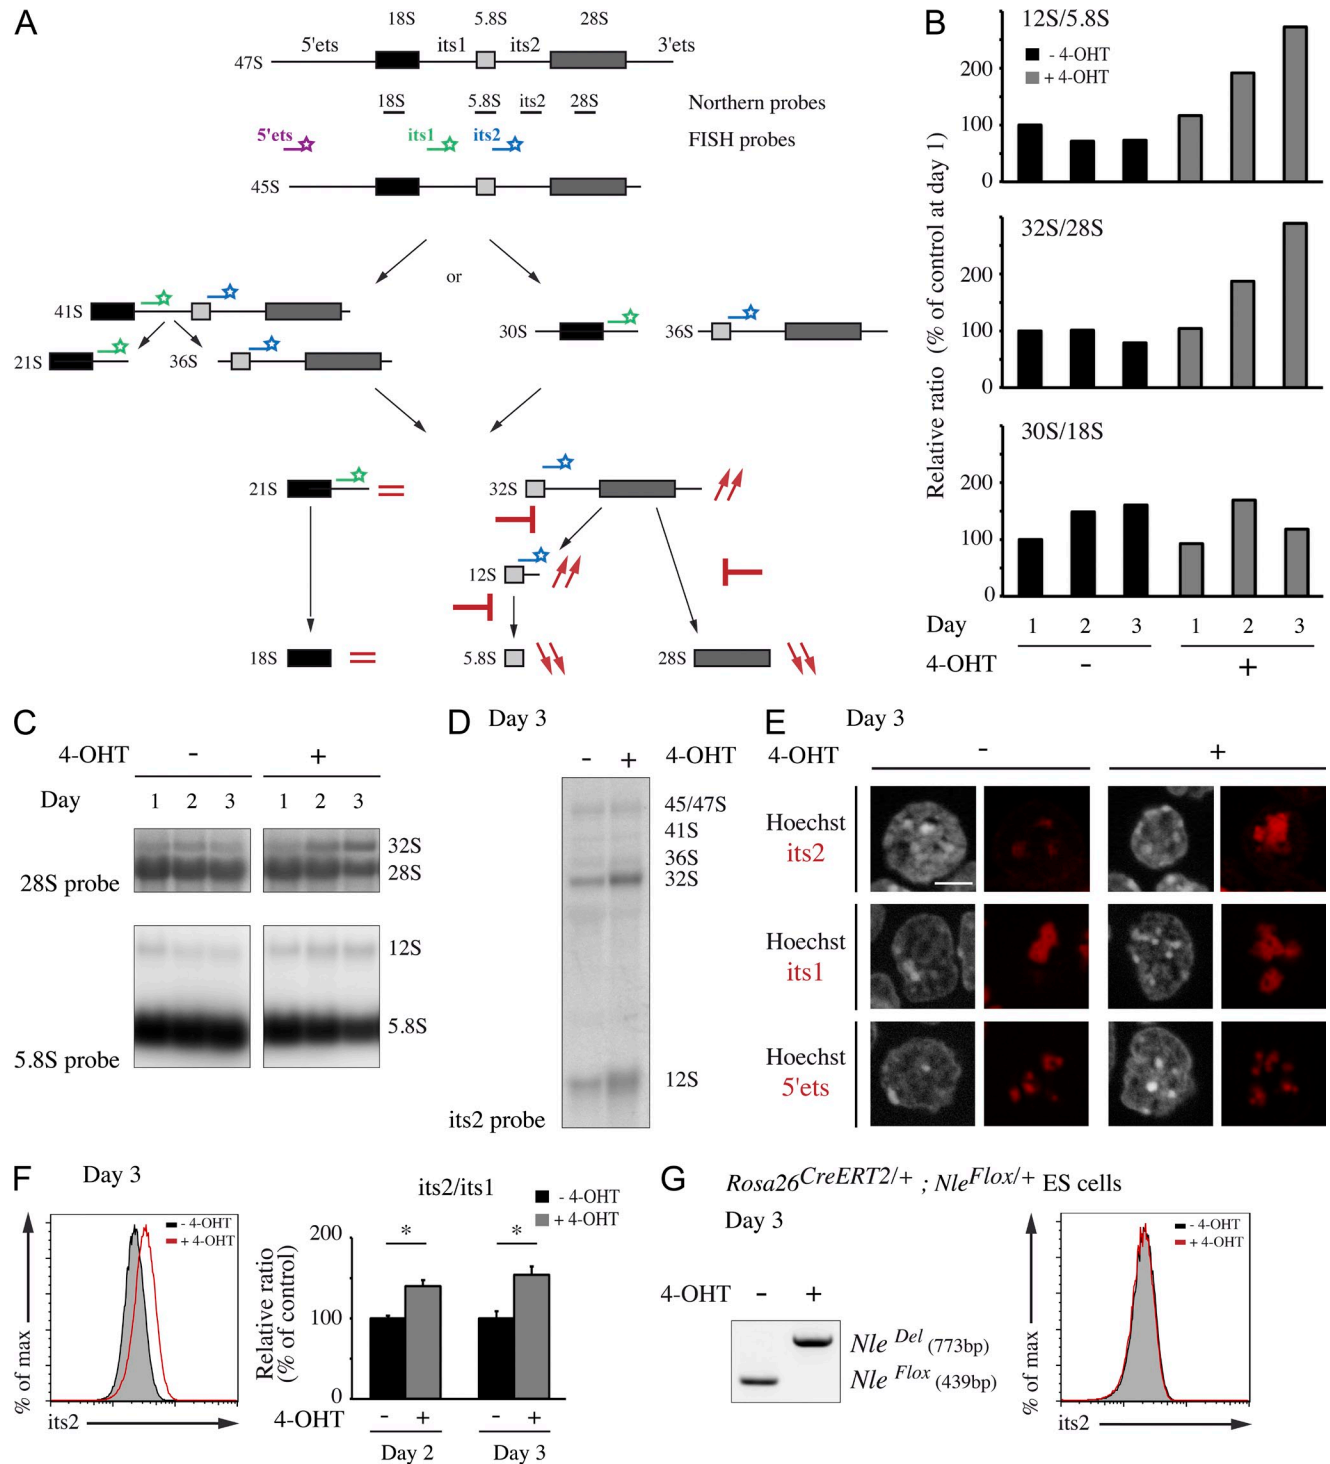 A
18S 5.8S 28S
5'ets its1 its2 3'ets
47S
18S 5.8S its2 28S Northern probes
5'ets its1 its2 FISH probes
45S
or
41S
30S 36S
21S 36S
21S 32S
12S
18S 5.8S 28S
B
12S/5.8S
- 4-OHT
+ 4-OHT
200
100
0
32S/28S
200
100
0
30S/18S
200
100
0
Relative ratio (% of control at day 1)
Day 1 2 3 1 2 3
4-OHT - +
C
4-OHT - +
Day 1 2 3 1 2 3
32S
28S
28S probe
12S
5.8S
5.8S probe
D Day 3
- + 4-OHT
45/47S
41S
36S
32S
12S
its2 probe
E Day 3
4-OHT - +
Hoechst
its2
Hoechst
its1
Hoechst
5'ets
F Day 3
- 4-OHT
+ 4-OHT
% of max
its2
its2/its1
- 4-OHT
+ 4-OHT
* *
200
100
0
Relative ratio
(% of control)
4-OHT - + - +
Day 2 Day 3
G Rosa26CreERT2/+ ; NleFlox/+ ES cells
Day 3
4-OHT - +
Nle Del (773bp)
Nle Flox (439bp)
- 4-OHT
+ 4-OHT
% of max
its2